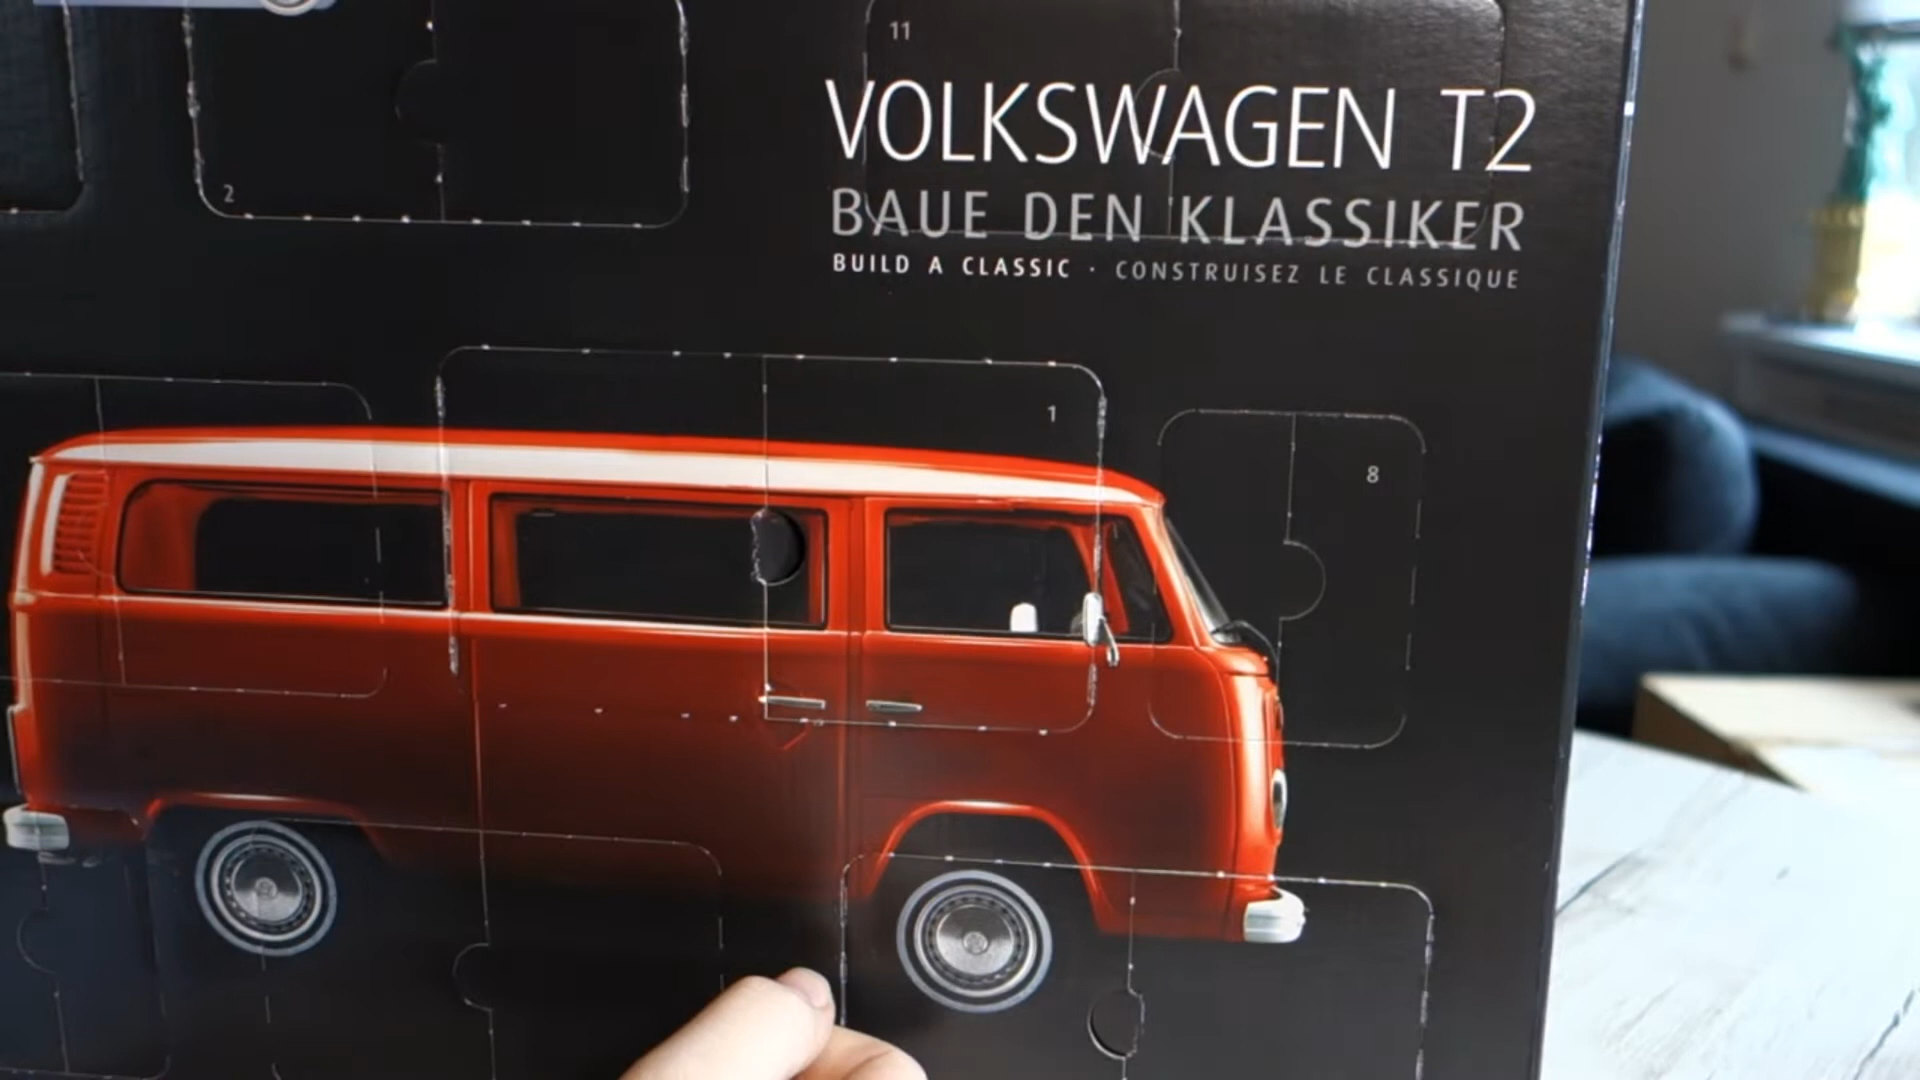 11
VOLKSWAGEN T2
2
BAUE DEN KLASSIKER
BUILD A CLASSIC · CONSTRUISEZ LE CLASSIQUE
1
8